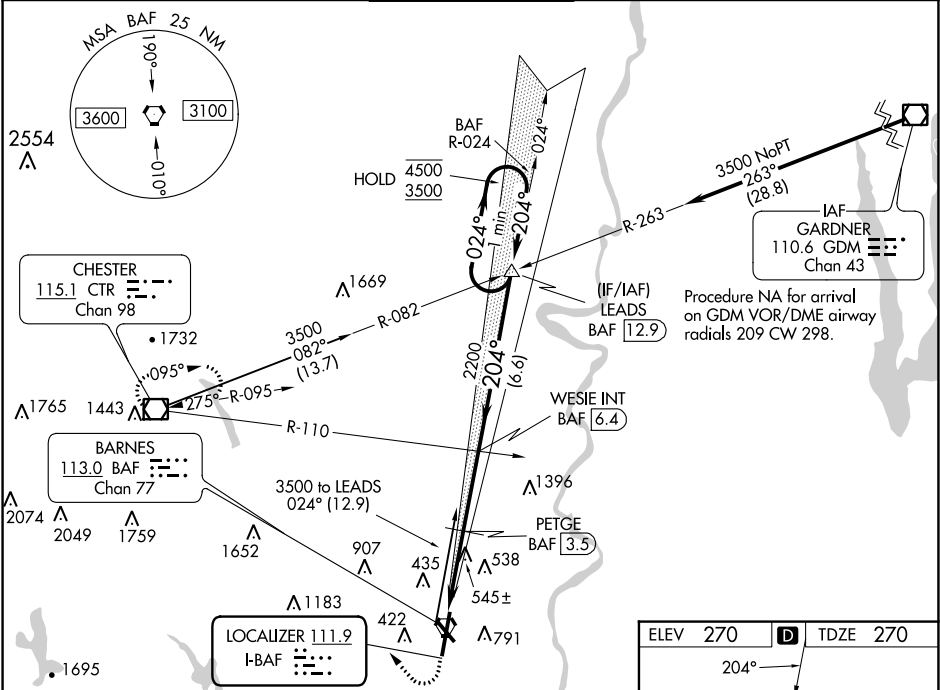 MSA BAF 25 NM
190°
3600
3100
010°
2554
HOLD
4500
3500
BAF
R-024
024°
024°
1 min
204°
3500 NoPT
263°
(28.8)
R-263
IAF
GARDNER
110.6 GDM
Chan 43
Procedure NA for arrival
on GDM VOR/DME airway
radials 209 CW 298.
(IF/IAF)
LEADS
BAF 12.9
CHESTER
115.1 CTR
Chan 98
1669
R-082
3500
082°
(13.7)
1732
095°
275°
R-095
1765
1443
R-110
2200
204°
(6.6)
WESIE INT
BAF 6.4
BARNES
113.0 BAF
Chan 77
1396
3500 to LEADS
024° (12.9)
PETGE
BAF 3.5
2074
2049
1759
1652
907
435
538
545±
1183
422
791
LOCALIZER 111.9
I-BAF
1695
ELEV 270
D
TDZE 270
204°